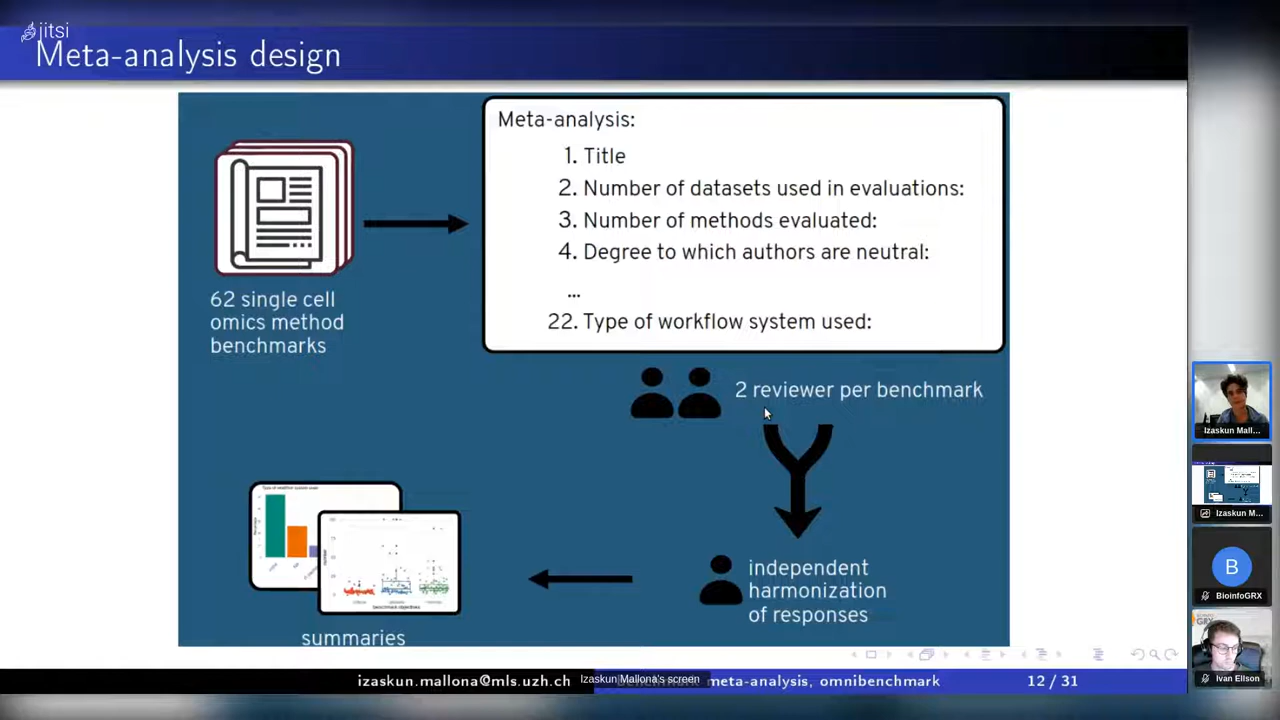 jitsi
Meta-analysis design
Meta-analysis:
1. Title
2. Number of datasets used in evaluations:
3. Number of methods evaluated:
4. Degree to which authors are neutral:
...
22. Type of workflow system used:
62 single cell
omics method
benchmarks
2 reviewer per benchmark
independent
harmonization
of responses
summaries
izaskun.mallona@mls.uzh.ch
Izaskun Mallona's screen
meta-analysis, omnibenchmark
12 / 31
Izaskun Mall...
Izaskun M...
B
BioinfoGRX
Ivan Ellson